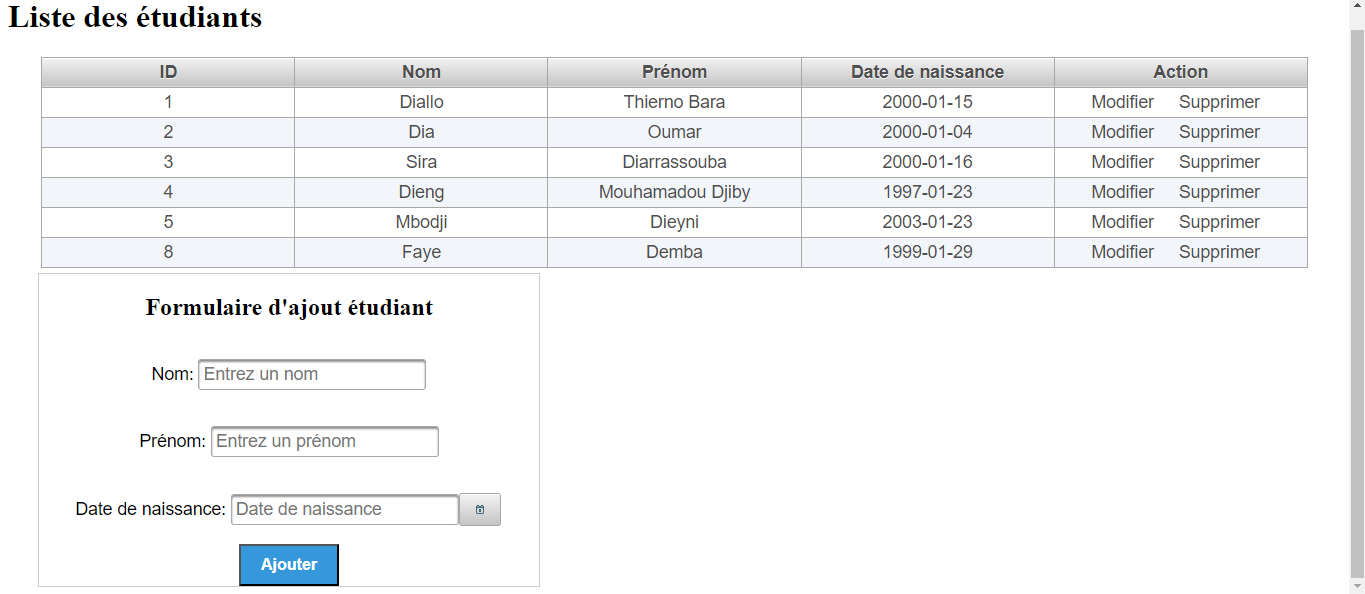 Liste des étudiants
ID Nom Prénom Date de naissance Action
1 Diallo Thierno Bara 2000-01-15 Modifier Supprimer
2 Dia Oumar 2000-01-04 Modifier Supprimer
3 Sira Diarrassouba 2000-01-16 Modifier Supprimer
4 Dieng Mouhamadou Djiby 1997-01-23 Modifier Supprimer
5 Mbodji Dieyni 2003-01-23 Modifier Supprimer
8 Faye Demba 1999-01-29 Modifier Supprimer
Formulaire d'ajout étudiant
Nom: Entrez un nom
Prénom: Entrez un prénom
Date de naissance: Date de naissance
Ajouter